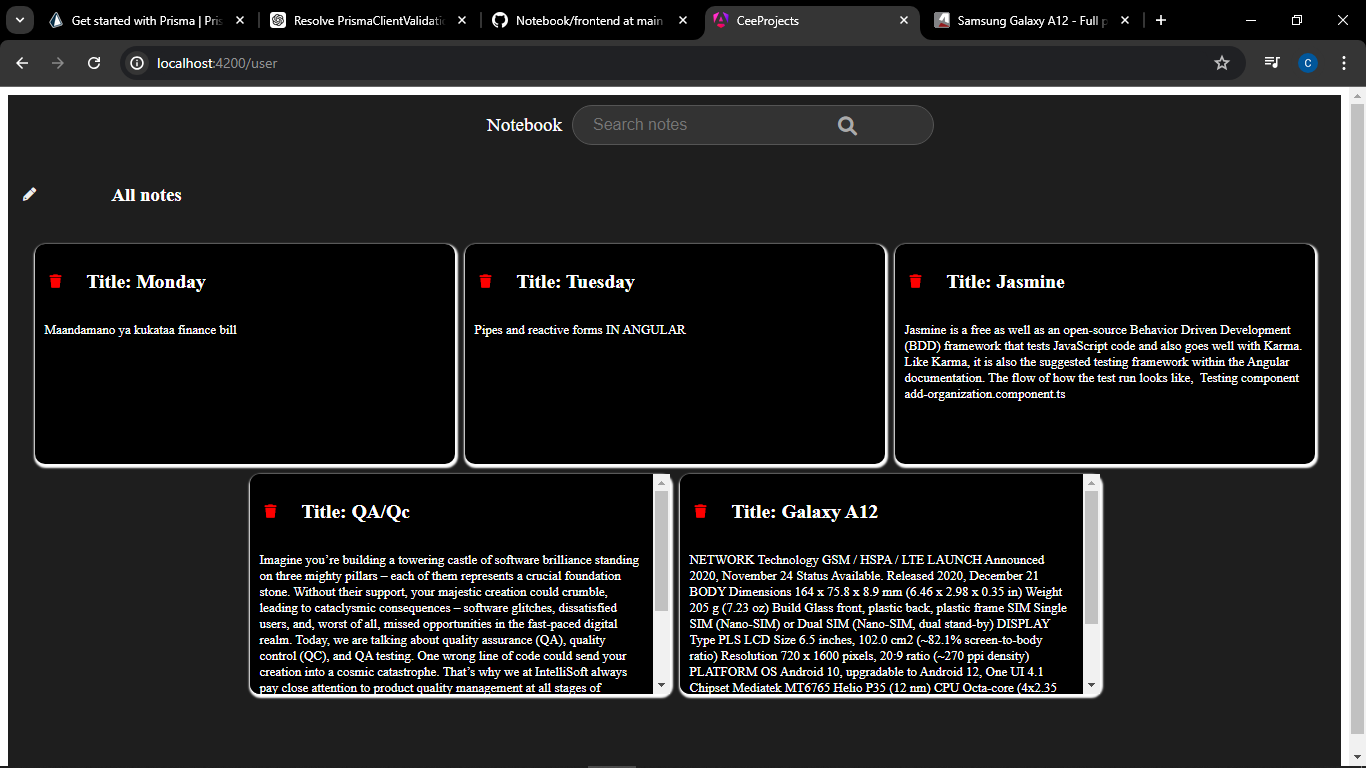 Get started with Prisma | Pris
Resolve PrismaClientValidatio
Notebook/frontend at main
CeeProjects
Samsung Galaxy A12 - Full p
localhost:4200/user
C
Notebook
Search notes
All notes
Title: Monday
Maandamano ya kukataa finance bill
Title: Tuesday
Pipes and reactive forms IN ANGULAR
Title: Jasmine
Jasmine is a free as well as an open-source Behavior Driven Development
(BDD) framework that tests JavaScript code and also goes well with Karma.
Like Karma, it is also the suggested testing framework within the Angular
documentation. The flow of how the test run looks like, Testing component
add-organization.component.ts
Title: QA/Qc
Imagine you’re building a towering castle of software brilliance standing
on three mighty pillars – each of them represents a crucial foundation
stone. Without their support, your majestic creation could crumble,
leading to cataclysmic consequences – software glitches, dissatisfied
users, and, worst of all, missed opportunities in the fast-paced digital
realm. Today, we are talking about quality assurance (QA), quality
control (QC), and QA testing. One wrong line of code could send your
creation into a cosmic catastrophe. That’s why we at IntelliSoft always
pay close attention to product quality management at all stages of
Title: Galaxy A12
NETWORK Technology GSM / HSPA / LTE LAUNCH Announced
2020, November 24 Status Available. Released 2020, December 21
BODY Dimensions 164 x 75.8 x 8.9 mm (6.46 x 2.98 x 0.35 in) Weight
205 g (7.23 oz) Build Glass front, plastic back, plastic frame SIM Single
SIM (Nano-SIM) or Dual SIM (Nano-SIM, dual stand-by) DISPLAY
Type PLS LCD Size 6.5 inches, 102.0 cm2 (~82.1% screen-to-body
ratio) Resolution 720 x 1600 pixels, 20:9 ratio (~270 ppi density)
PLATFORM OS Android 10, upgradable to Android 12, One UI 4.1
Chipset Mediatek MT6765 Helio P35 (12 nm) CPU Octa-core (4x2.35